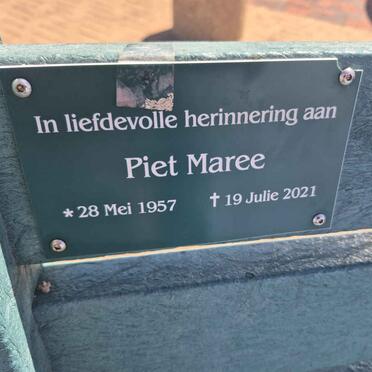 In liefdevolle herinnering aan
Piet Maree
* 28 Mei 1957 † 19 Julie 2021